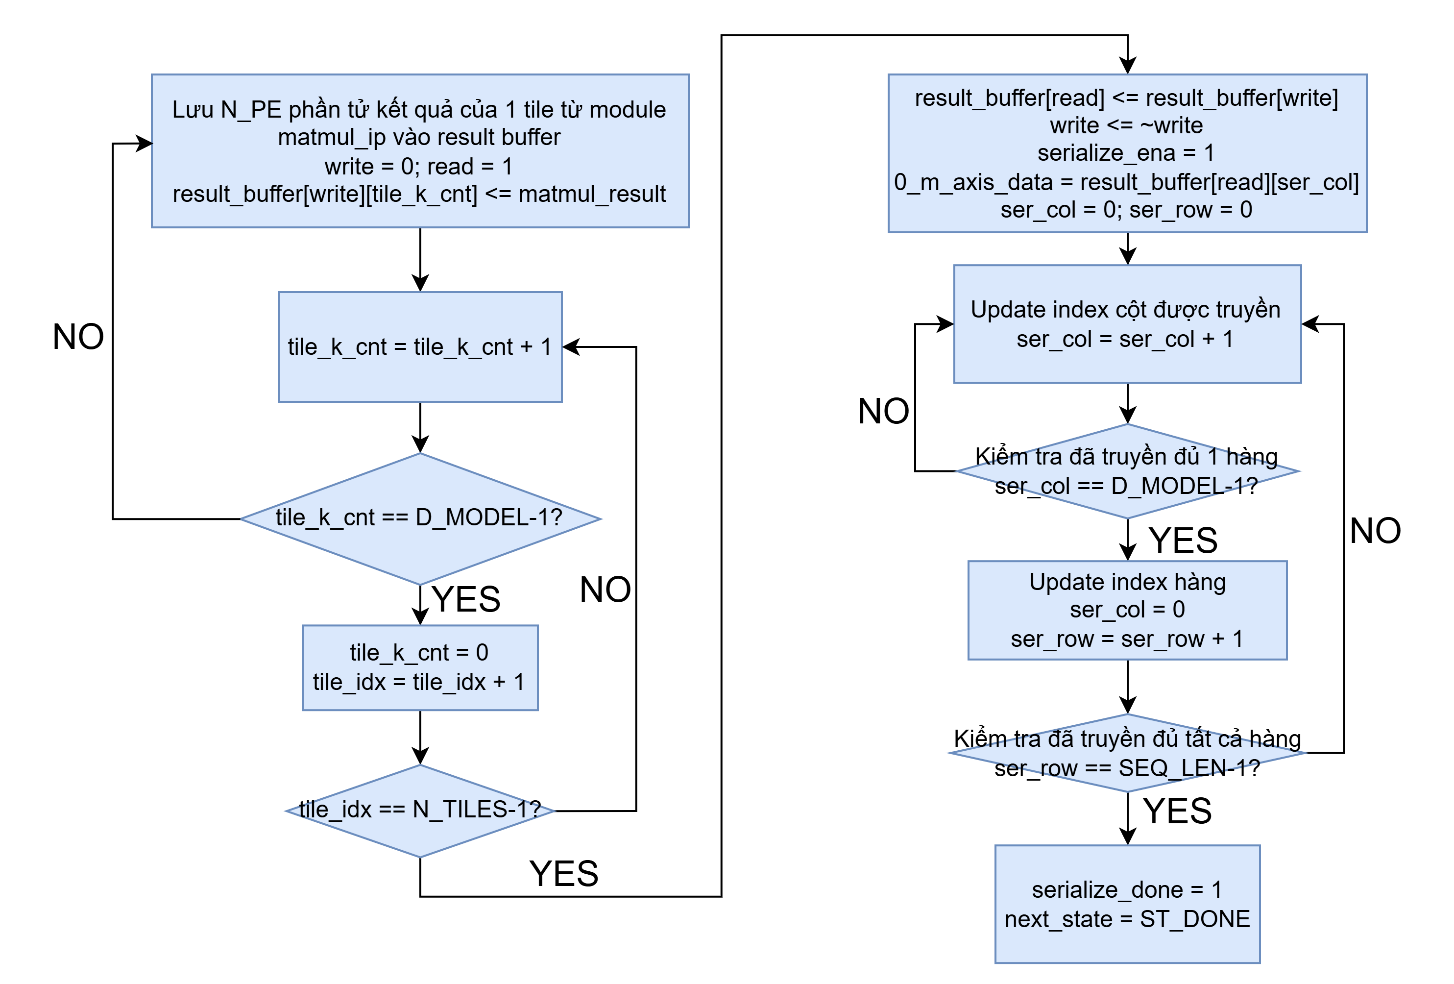 Lưu N_PE phần tử kết quả của 1 tile từ module
matmul_ip vào result buffer
write = 0; read = 1
result_buffer[write][tile_k_cnt] <= matmul_result
tile_k_cnt = tile_k_cnt + 1
NO
tile_k_cnt == D_MODEL-1?
YES
NO
tile_k_cnt = 0
tile_idx = tile_idx + 1
tile_idx == N_TILES-1?
YES
result_buffer[read] <= result_buffer[write]
write <= ~write
serialize_ena = 1
0_m_axis_data = result_buffer[read][ser_col]
ser_col = 0; ser_row = 0
Update index cột được truyền
ser_col = ser_col + 1
NO
Kiểm tra đã truyền đủ 1 hàng
ser_col == D_MODEL-1?
YES
NO
Update index hàng
ser_col = 0
ser_row = ser_row + 1
Kiểm tra đã truyền đủ tất cả hàng
ser_row == SEQ_LEN-1?
YES
serialize_done = 1
next_state = ST_DONE